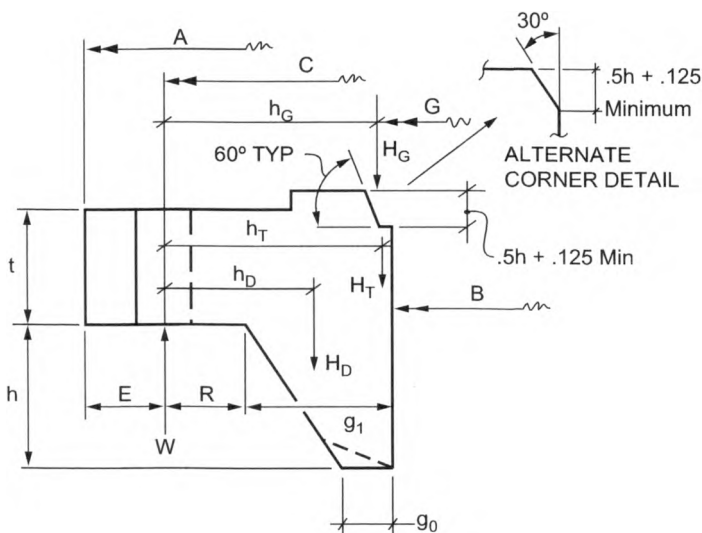 A
C
h_G
G
H_G
60º TYP
30º
.5h + .125
Minimum
ALTERNATE
CORNER DETAIL
.5h + .125 Min
t
h_T
H_T
h_D
B
H_D
h
E
R
g_1
W
g_0